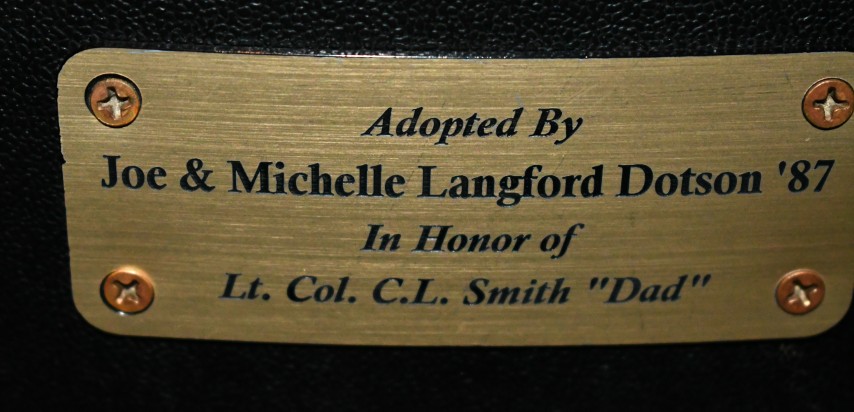 Adopted By
Joe & Michelle Langford Dotson '87
In Honor of
Lt. Col. C.L. Smith "Dad"